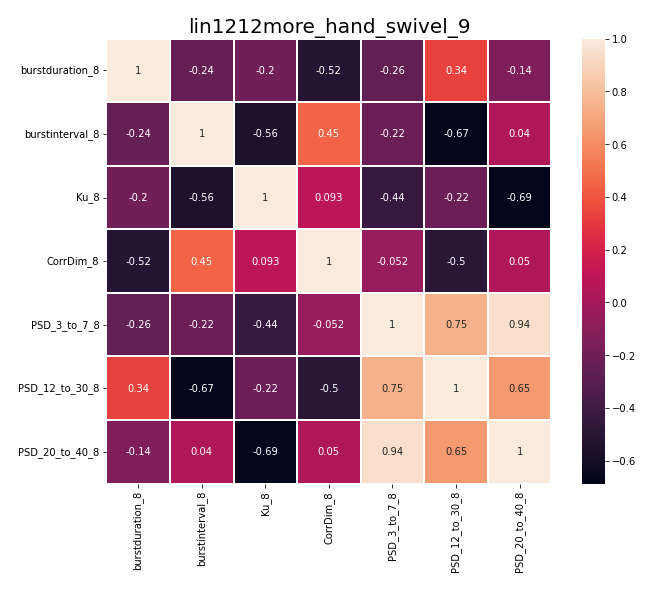 lin1212more_hand_swivel_9
burstduration_8 1 -0.24 -0.2 -0.52 -0.26 0.34 -0.14
burstinterval_8 -0.24 1 -0.56 0.45 -0.22 -0.67 0.04
Ku_8 -0.2 -0.56 1 0.093 -0.44 -0.22 -0.69
CorrDim_8 -0.52 0.45 0.093 1 -0.052 -0.5 0.05
PSD_3_to_7_8 -0.26 -0.22 -0.44 -0.052 1 0.75 0.94
PSD_12_to_30_8 0.34 -0.67 -0.22 -0.5 0.75 1 0.65
PSD_20_to_40_8 -0.14 0.04 -0.69 0.05 0.94 0.65 1
burstduration_8
burstinterval_8
Ku_8
CorrDim_8
PSD_3_to_7_8
PSD_12_to_30_8
PSD_20_to_40_8
1.0
0.8
0.6
0.4
0.2
0.0
−0.2
−0.4
−0.6